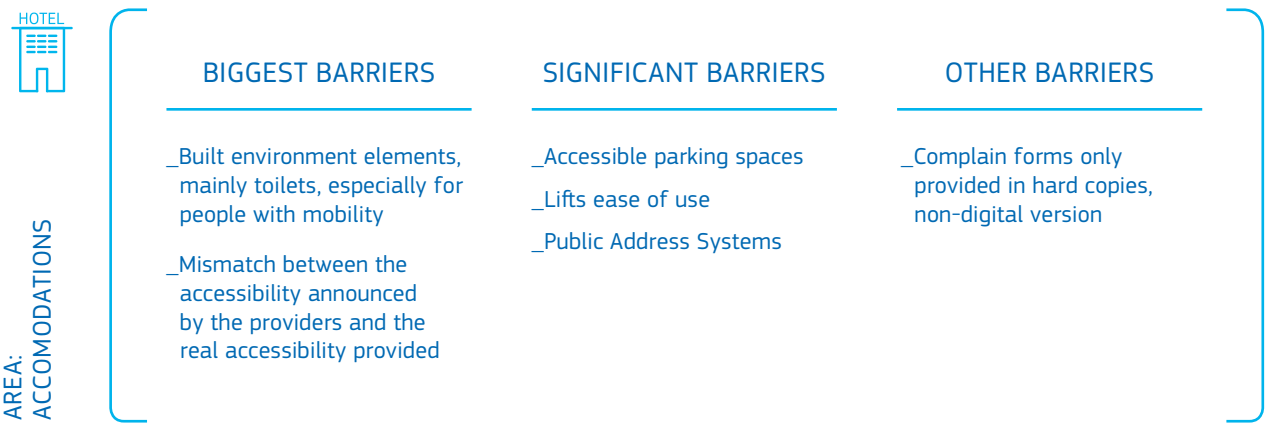 HOTEL
AREA:
ACCOMODATIONS
BIGGEST BARRIERS
_Built environment elements,
mainly toilets, especially for
people with mobility
_Mismatch between the
accessibility announced
by the providers and the
real accessibility provided
SIGNIFICANT BARRIERS
_Accessible parking spaces
_Lifts ease of use
_Public Address Systems
OTHER BARRIERS
_Complain forms only
provided in hard copies,
non-digital version